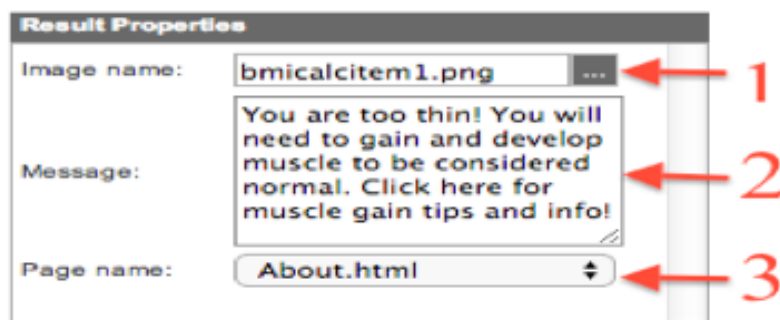 Result Properties
Image name: bmicalcitem1.png ... 1
You are too thin! You will
need to gain and develop
Message: muscle to be considered 2
normal. Click here for
muscle gain tips and info!
Page name: About.html 3